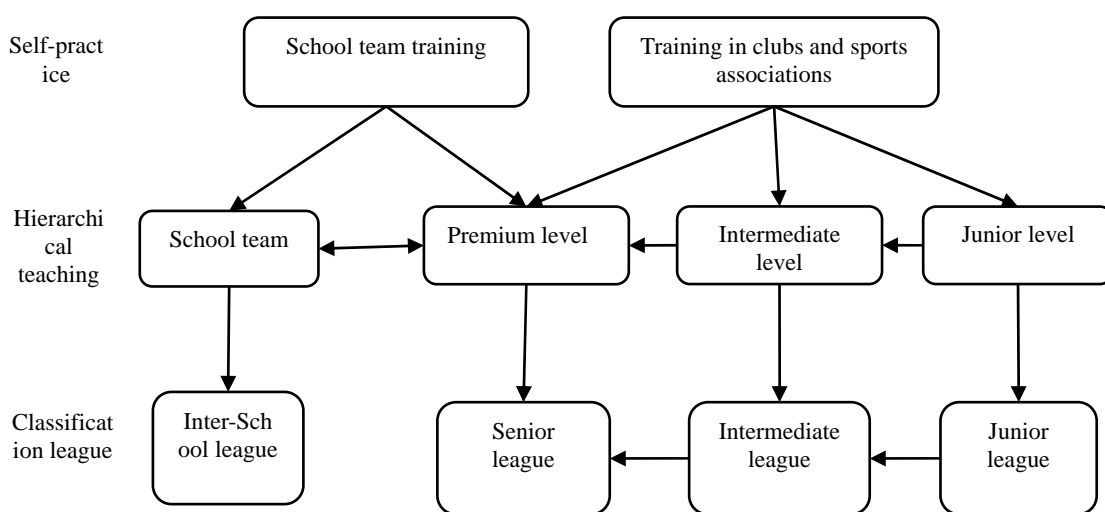 Self-pract
ice
School team training
Training in clubs and sports
associations
Hierarchi
cal
teaching
School team
Premium level
Intermediate
level
Junior level
Classificat
ion league
Inter-Sch
ool league
Senior
league
Intermediate
league
Junior
league